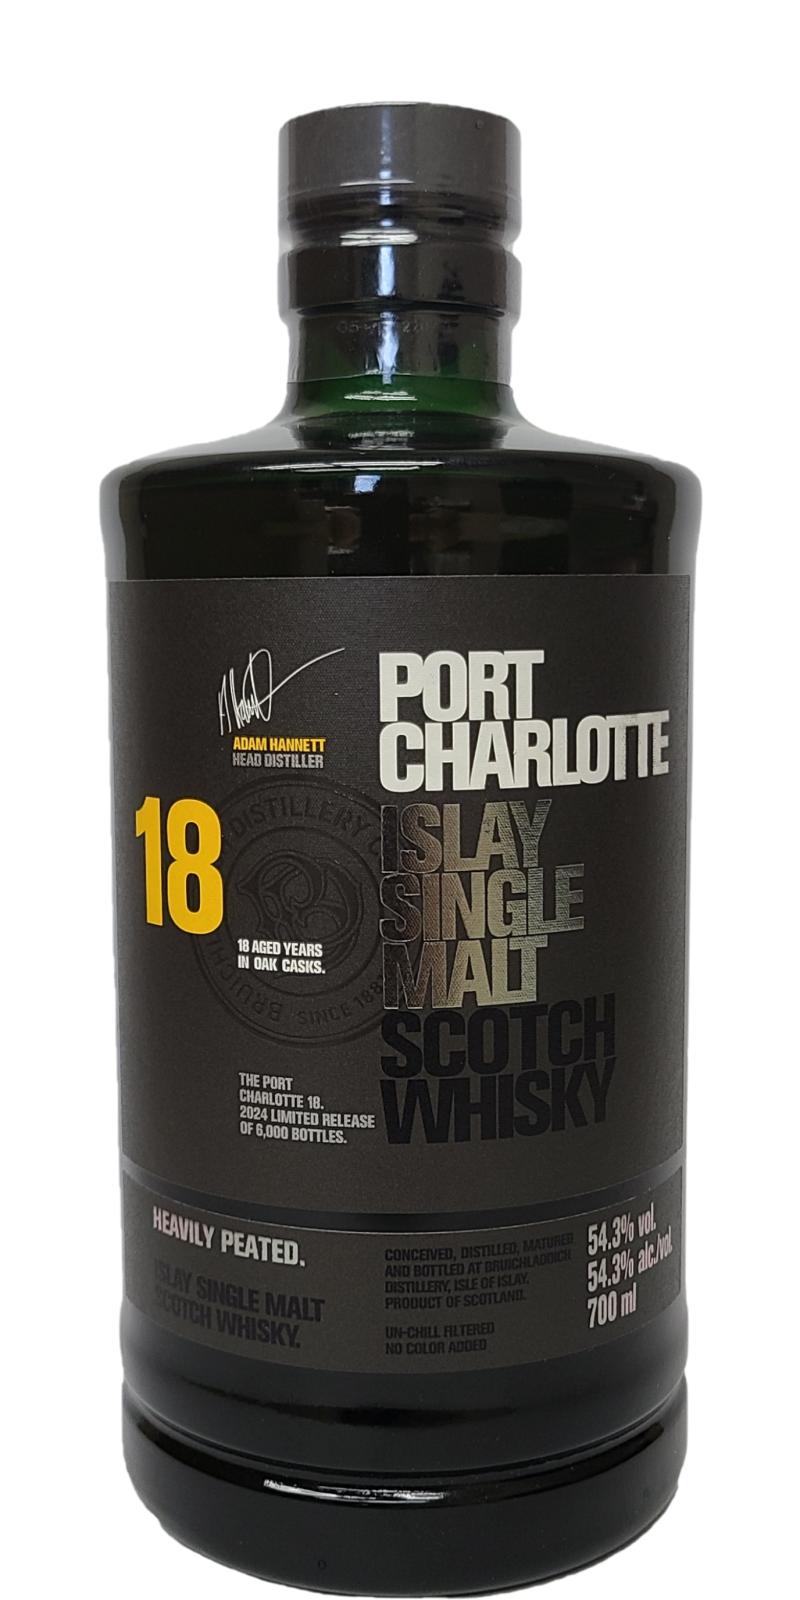 ADAM HANNETT
HEAD DISTILLER
PORT
CHARLOTTE
18
ISLAY
SINGLE
MALT
SCOTCH
WHISKY
DISTILLERY
SINCE 188
18 AGED YEARS
IN OAK CASKS.
THE PORT
CHARLOTTE 18.
2024 LIMITED RELEASE
OF 6,000 BOTTLES.
HEAVILY PEATED.
ISLAY SINGLE MALT
SCOTCH WHISKY.
CONCEIVED, DISTILLED, MATURED
AND BOTTLED AT BRUICHLADDICH
DISTILLERY, ISLE OF ISLAY.
PRODUCT OF SCOTLAND.
UN-CHILL FILTERED
NO COLOR ADDED
54.3% vol.
54.3% alc./vol.
700 ml